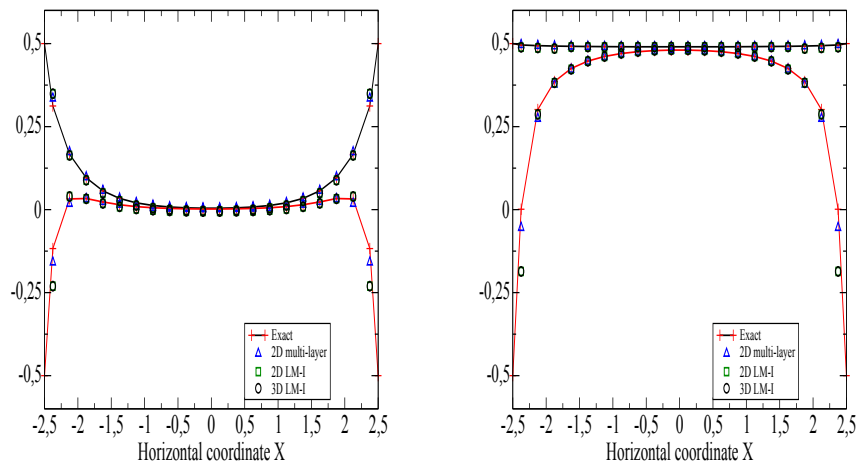 0,5
0,25
0
-0,25
-0,5
Exact
2D multi-layer
2D LM-I
3D LM-I
-2,5 -2 -1,5 -1 -0,5 0 0,5 1 1,5 2 2,5
Horizontal coordinate X
0,5
0,25
0
-0,25
-0,5
Exact
2D multi-layer
2D LM-I
3D LM-I
-2,5 -2 -1,5 -1 -0,5 0 0,5 1 1,5 2 2,5
Horizontal coordinate X